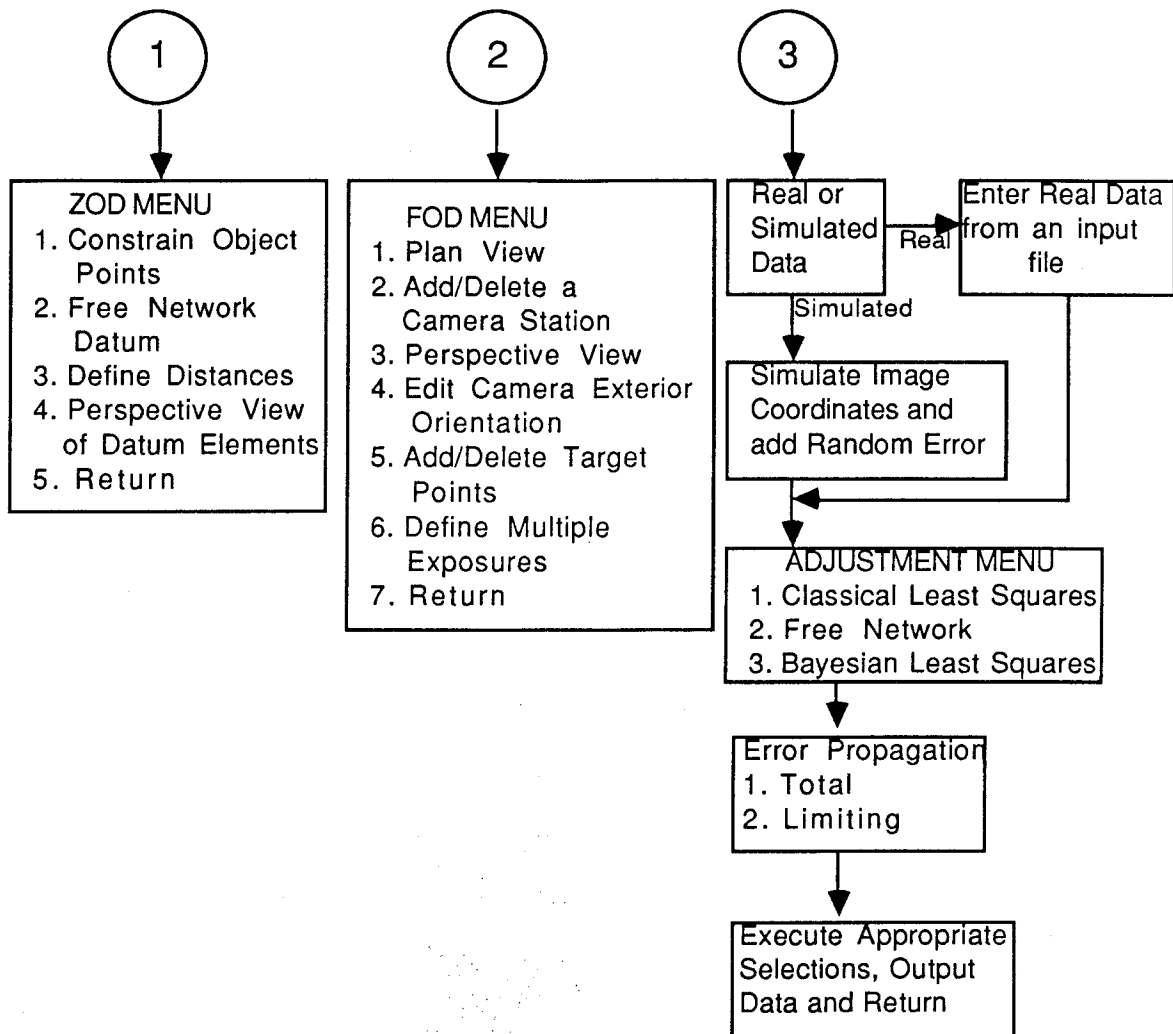 1
ZOD MENU
1. Constrain Object
Points
2. Free Network
Datum
3. Define Distances
4. Perspective View
of Datum Elements
5. Return
2
FOD MENU
1. Plan View
2. Add/Delete a
Camera Station
3. Perspective View
4. Edit Camera Exterior
Orientation
5. Add/Delete Target
Points
6. Define Multiple
Exposures
7. Return
3
Real or
Simulated
Data
Real
Enter Real Data
from an input
file
Simulated
Simulate Image
Coordinates and
add Random Error
ADJUSTMENT MENU
1. Classical Least Squares
2. Free Network
3. Bayesian Least Squares
Error Propagation
1. Total
2. Limiting
Execute Appropriate
Selections, Output
Data and Return